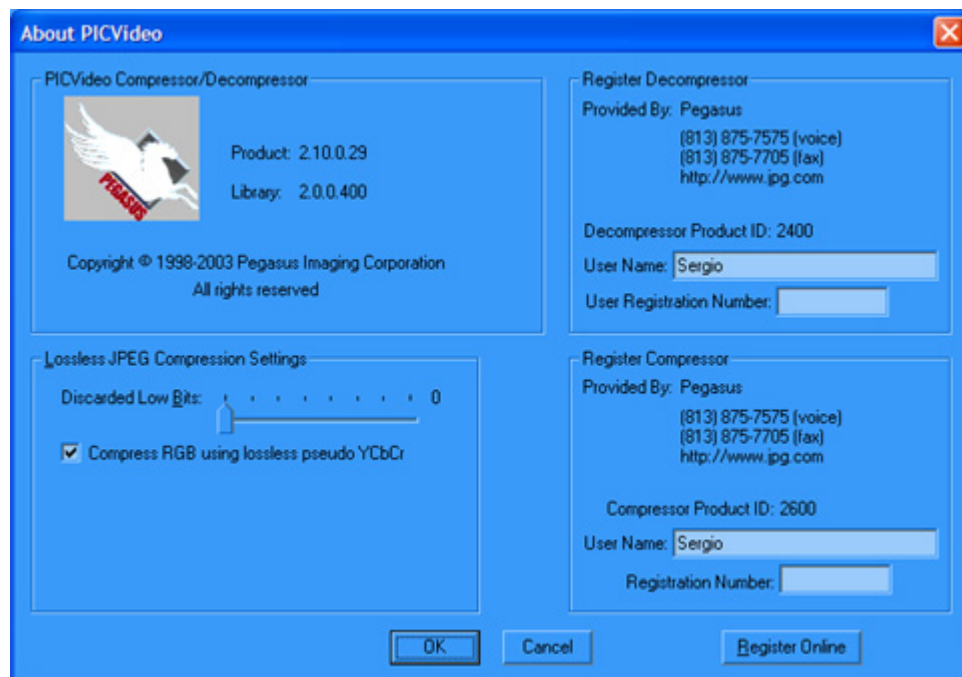 About PICVideo
PICVideo Compressor/Decompressor
PEGASUS
Product: 2.10.0.29
Library: 2.0.0.400
Copyright © 1998-2003 Pegasus Imaging Corporation
All rights reserved
Register Decompressor
Provided By: Pegasus
(813) 875-7575 (voice)
(813) 875-7705 (fax)
http://www.jpg.com
Decompressor Product ID: 2400
User Name: Sergio
User Registration Number:
Lossless JPEG Compression Settings
Discarded Low Bits: 0
Compress RGB using lossless pseudo YCbCr
Register Compressor
Provided By: Pegasus
(813) 875-7575 (voice)
(813) 875-7705 (fax)
http://www.jpg.com
Compressor Product ID: 2600
User Name: Sergio
Registration Number:
OK
Cancel
Register Online